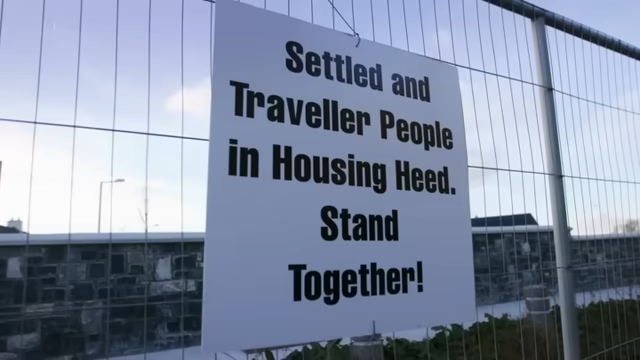 Settled and
Traveller People
in Housing Heed.
Stand
Together!